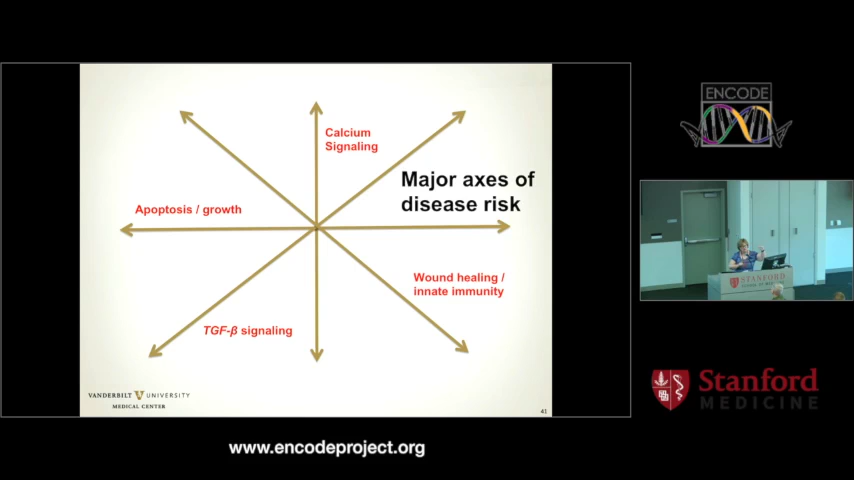 ENCODE
Calcium
Signaling
Major axes of
disease risk
Apoptosis / growth
Wound healing /
innate immunity
TGF-β signaling
VANDERBILT V UNIVERSITY
MEDICAL CENTER
41
STANFORD
Stanford
MEDICINE
www.encodeproject.org